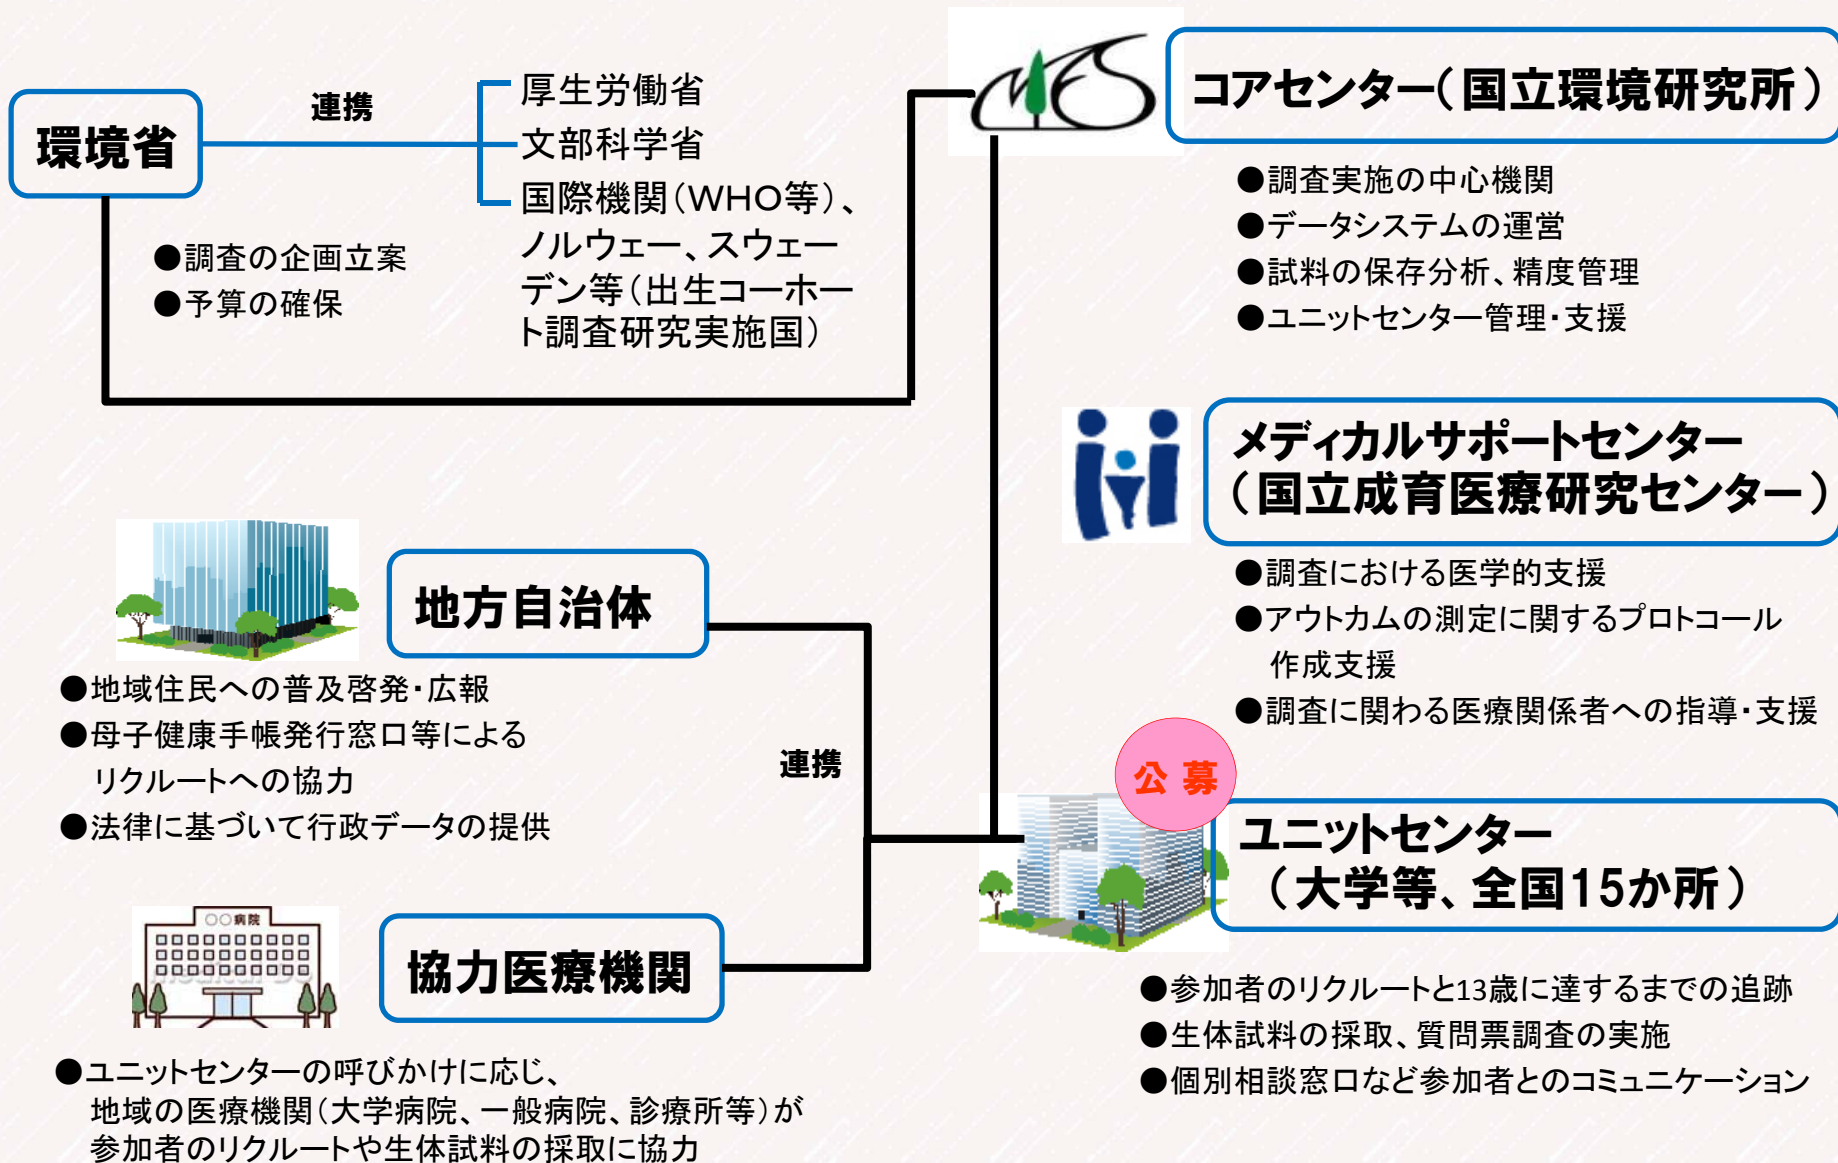 環境省
連携
厚生労働省
文部科学省
国際機関(WHO等)、
ノルウェー、スウェー
デン等(出生コーホー
ト調査研究実施国)
●調査の企画立案
●予算の確保
コアセンター(国立環境研究所)
●調査実施の中心機関
●データシステムの運営
●試料の保存分析、精度管理
●ユニットセンター管理・支援
メディカルサポートセンター
(国立成育医療研究センター)
●調査における医学的支援
●アウトカムの測定に関するプロトコール
作成支援
●調査に関わる医療関係者への指導・支援
地方自治体
●地域住民への普及啓発・広報
●母子健康手帳発行窓口等による
リクルートへの協力
●法律に基づいて行政データの提供
連携
公募
ユニットセンター
(大学等、全国15か所)
●参加者のリクルートと13歳に達するまでの追跡
●生体試料の採取、質問票調査の実施
●個別相談窓口など参加者とのコミュニケーション
〇〇病院
協力医療機関
●ユニットセンターの呼びかけに応じ、
地域の医療機関(大学病院、一般病院、診療所等)が
参加者のリクルートや生体試料の採取に協力